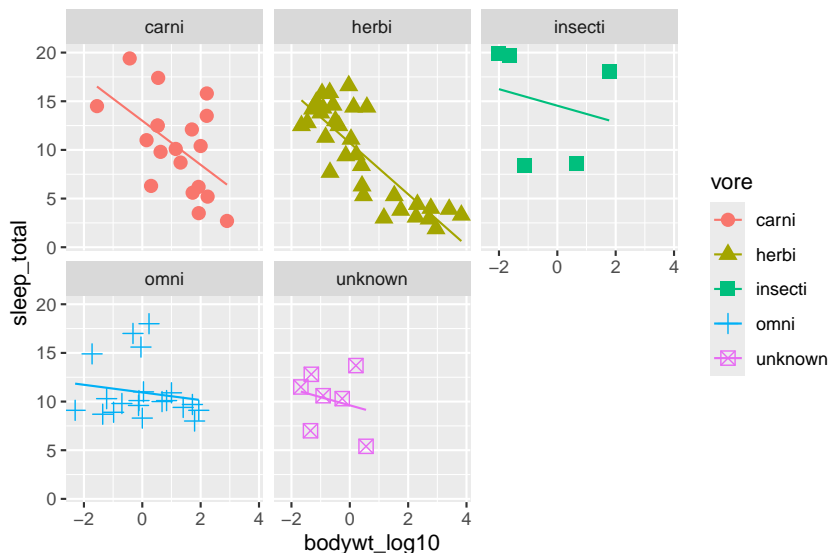 carni
herbi
insecti
20
15
10
5
0
−2
0
2
4
omni
unknown
20
15
10
5
0
−2
0
2
4
−2
0
2
4
sleep_total
bodywt_log10
vore
carni
herbi
insecti
omni
unknown